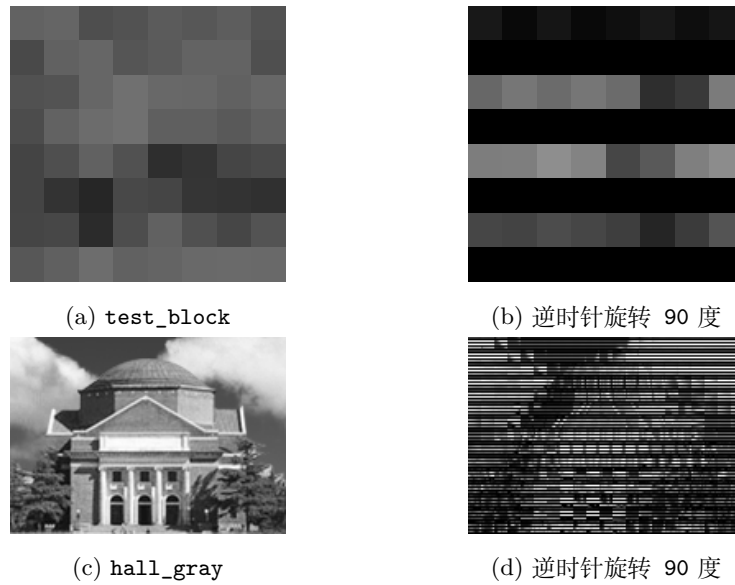 (a) test_block
(b) 逆时针旋转 90 度
(c) hall_gray
(d) 逆时针旋转 90 度